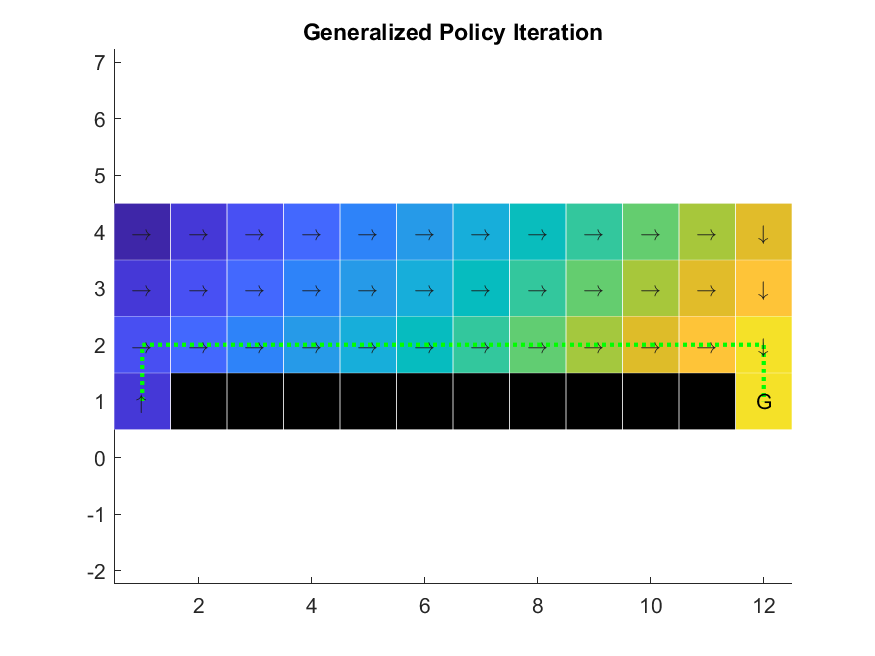 Generalized Policy Iteration
7
6
5
4 → → → → → → → → → → → ↓
3 → → → → → → → → → → → ↓
2 → → → → → → → → → → → ↓
1 ↑ G
0
-1
-2
2 4 6 8 10 12